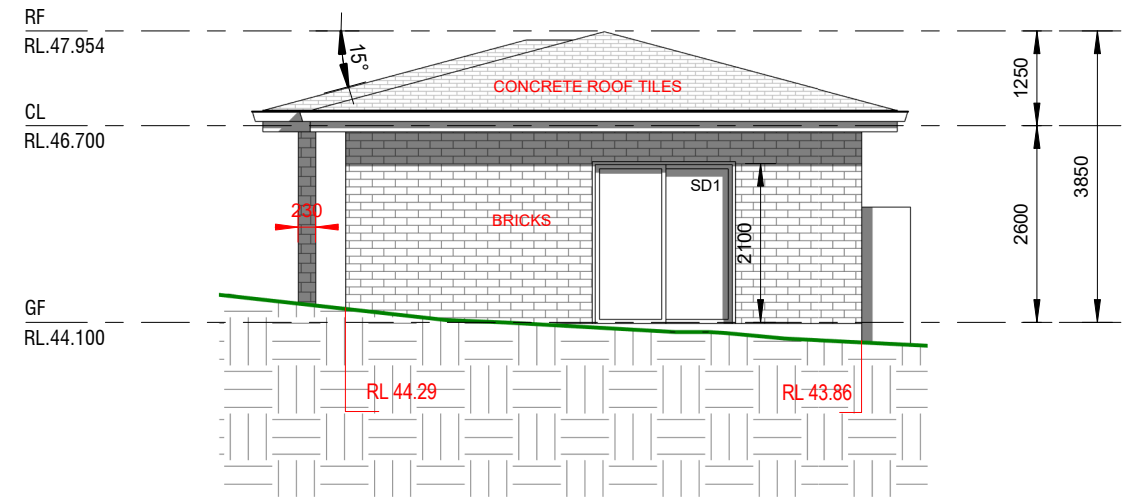 RF
RL.47.954
15°
CONCRETE ROOF TILES
1250
CL
RL.46.700
3850
SD1
230
BRICKS
2100
2600
GF
RL.44.100
RL 44.29
RL 43.86